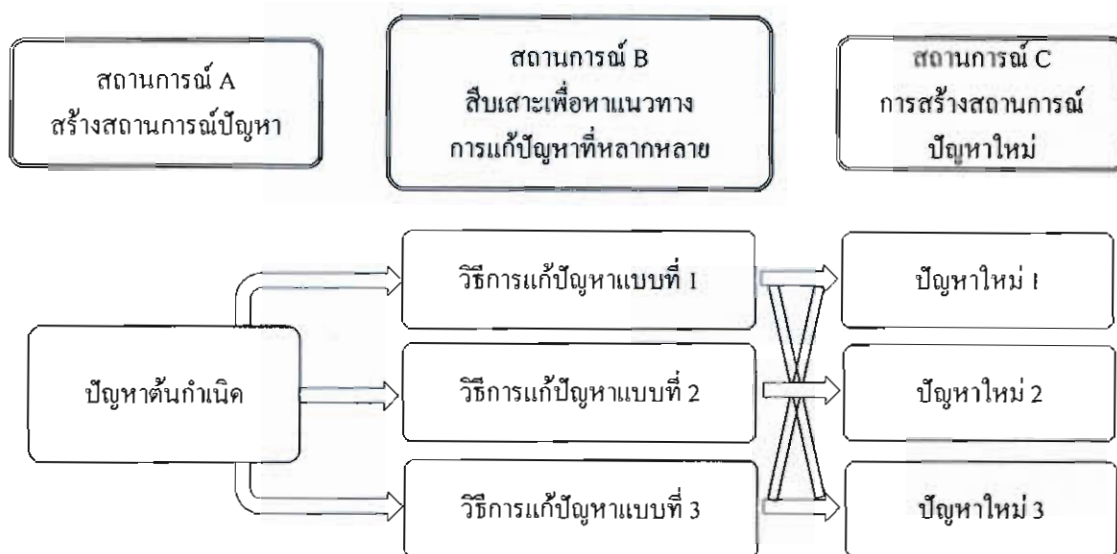 สถานการณ์ A
สร้างสถานการณ์ปัญหา
สถานการณ์ B
สืบเสาะเพื่อหาแนวทาง
การแก้ปัญหาที่หลากหลาย
สถานการณ์ C
การสร้างสถานการณ์
ปัญหาใหม่
ปัญหาต้นกำเนิด
วิธีการแก้ปัญหาแบบที่ 1
วิธีการแก้ปัญหาแบบที่ 2
วิธีการแก้ปัญหาแบบที่ 3
ปัญหาใหม่ 1
ปัญหาใหม่ 2
ปัญหาใหม่ 3